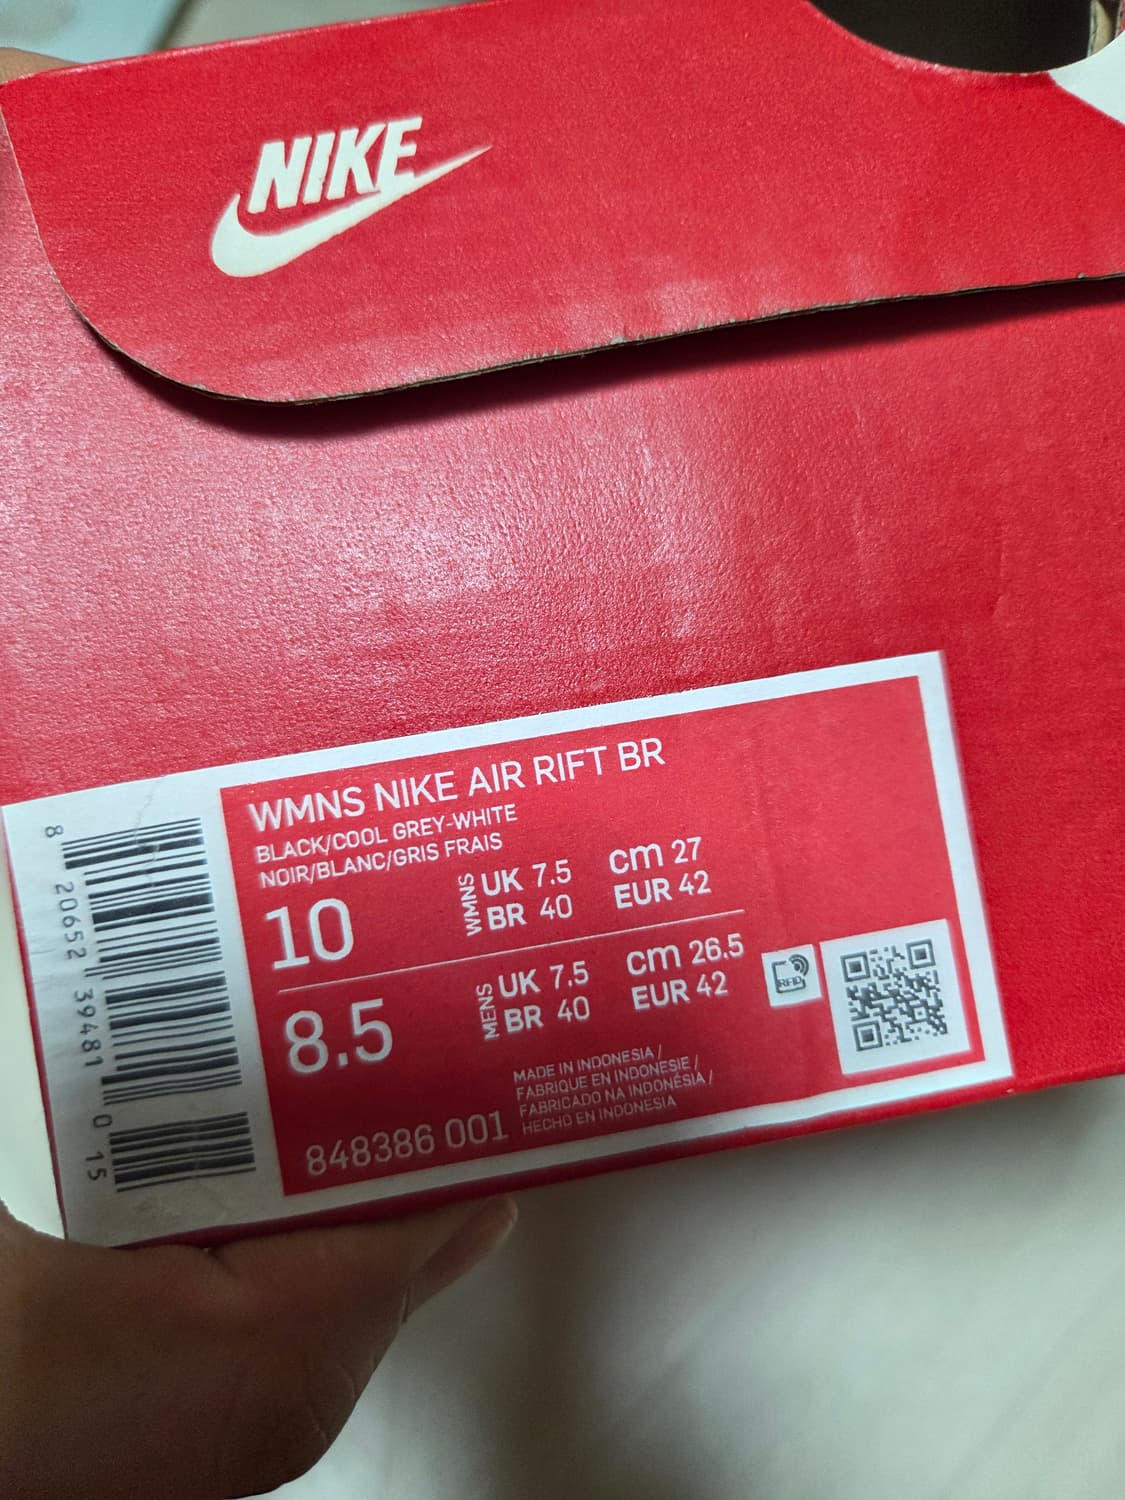 NIKE
WMNS NIKE AIR RIFT BR
BLACK/COOL GREY-WHITE
NOIR/BLANC/GRIS FRAIS
10
WMNS
UK 7.5
BR 40
cm 27
EUR 42
8.5
MENS
UK 7.5
BR 40
cm 26.5
EUR 42
RFID
MADE IN INDONESIA /
FABRIQUE EN INDONESIE /
FABRICADO NA INDONÉSIA /
HECHO EN INDONESIA
848386 001
8 20652 39481 0 15